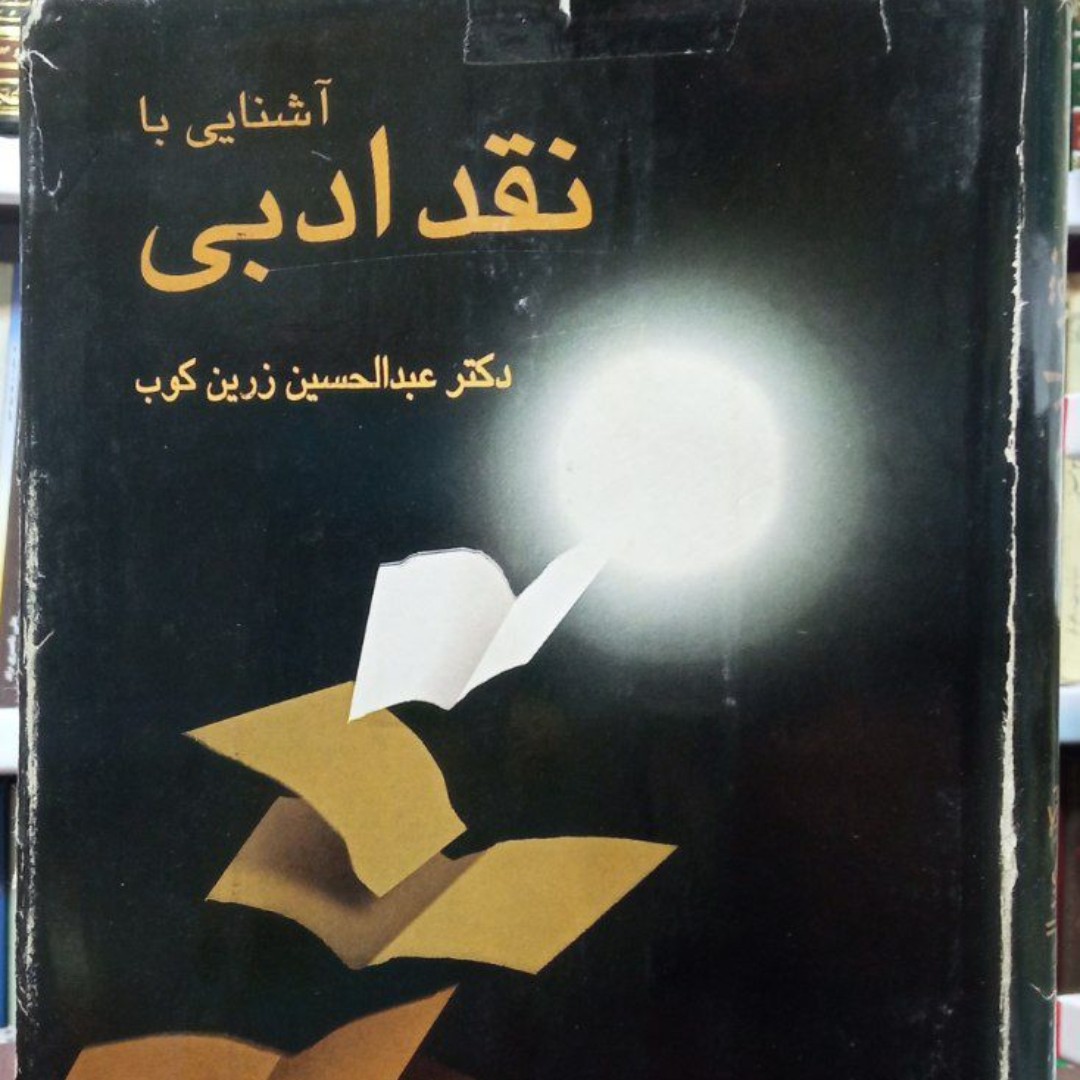 آشنایی با
نقد ادبی
دکتر عبدالحسین زرین کوب